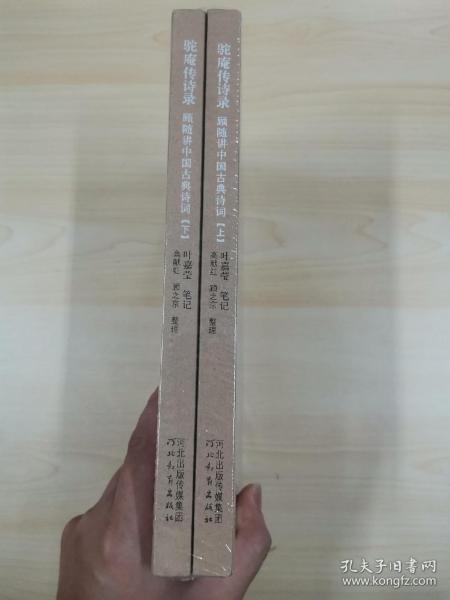 驼庵传诗录
顾随讲中国古典诗词【下】
叶嘉莹 笔记
高献红 顾之京 整理
河北出版传媒集团
河北教育出版社
驼庵传诗录
顾随讲中国古典诗词【上】
叶嘉莹 笔记
高献红 顾之京 整理
河北出版传媒集团
河北教育出版社
孔夫子旧书网
www.kongfz.com